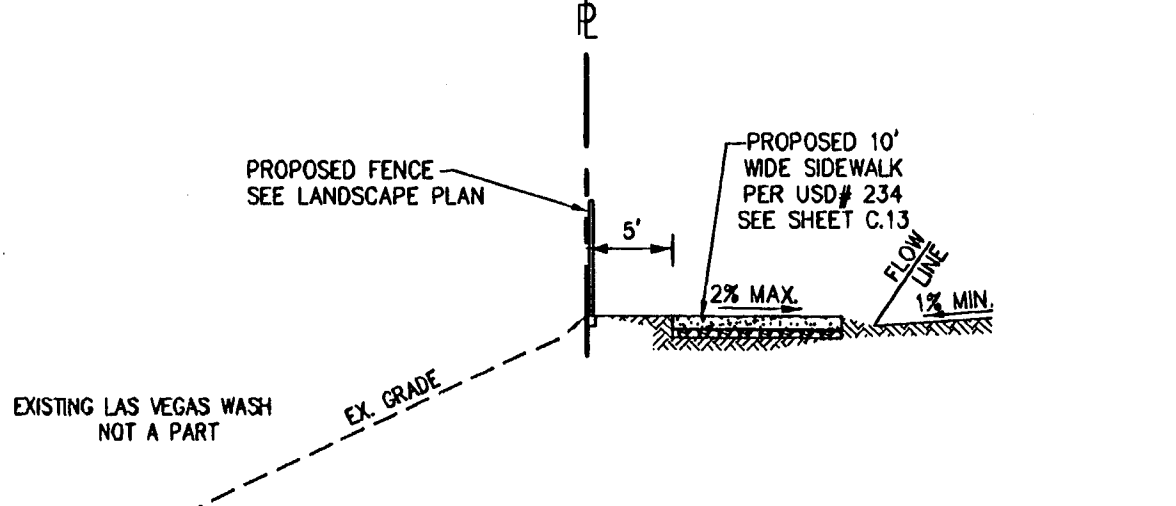 PL
PROPOSED FENCE
SEE LANDSCAPE PLAN
PROPOSED 10'
WIDE SIDEWALK
PER USD# 234
SEE SHEET C.13
5'
FLOW
LINE
2% MAX.
1% MIN.
EX. GRADE
EXISTING LAS VEGAS WASH
NOT A PART